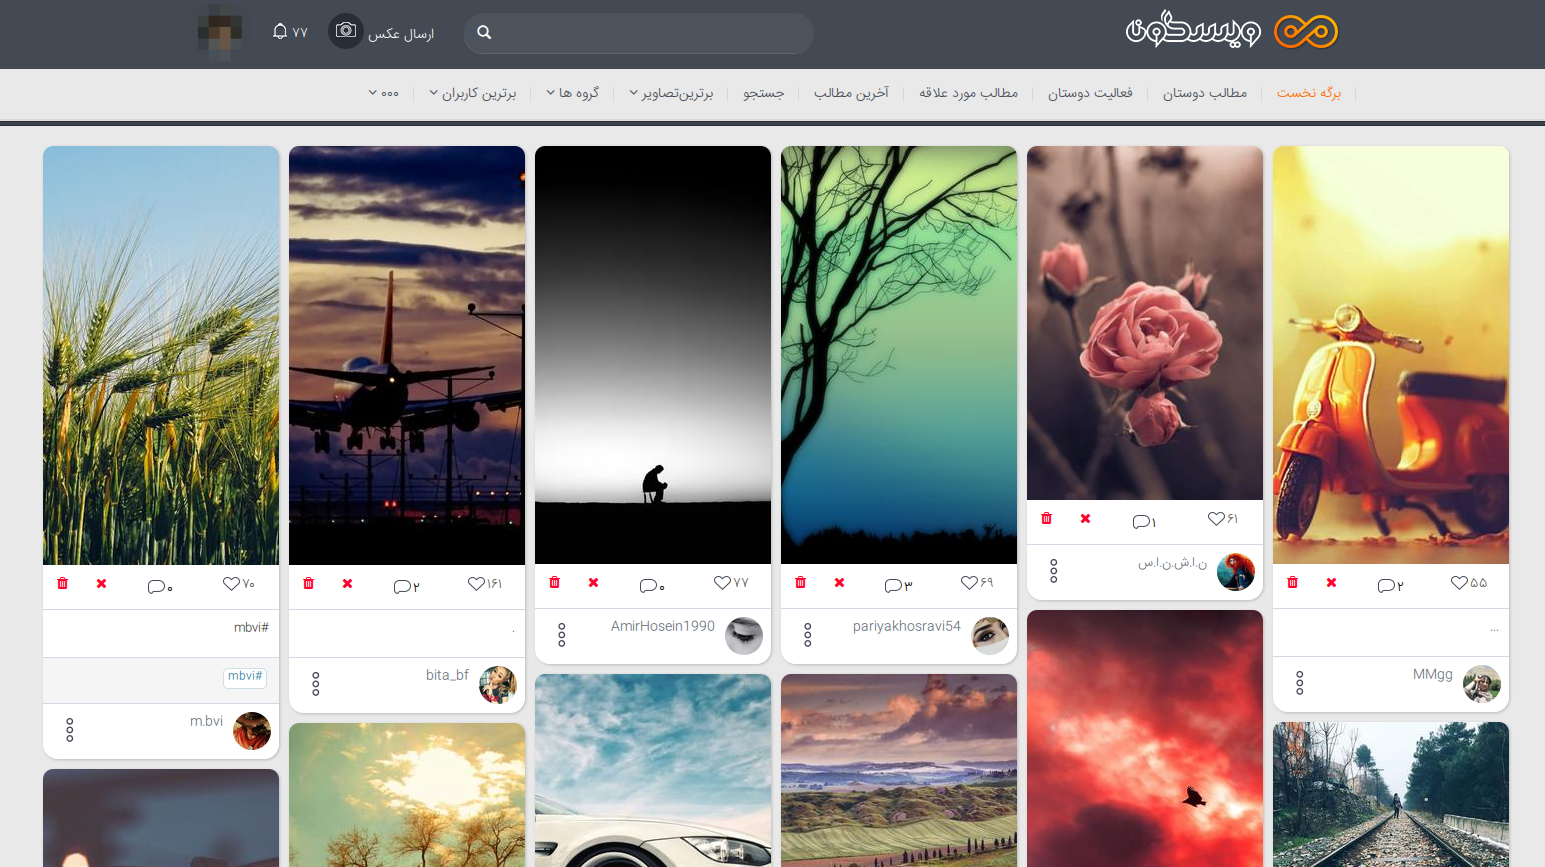 ویسگون
ارسال عکس
۷۷
برگه نخست
مطالب دوستان
فعالیت دوستان
مطالب مورد علاقه
آخرین مطالب
جستجو
برترین‌تصاویر
گروه ها
برترین کاربران
۰۰۰
۵۵
۲
...
MMgg
۶۱
۱
ن.ا.ش.ن.ا.س
۶۹
۳
pariyakhosravi54
۷۷
۰
AmirHosein1990
۱۶۱
۲
.
bita_bf
۷۰
۰
#mbvi
#mbvi
m.bvi